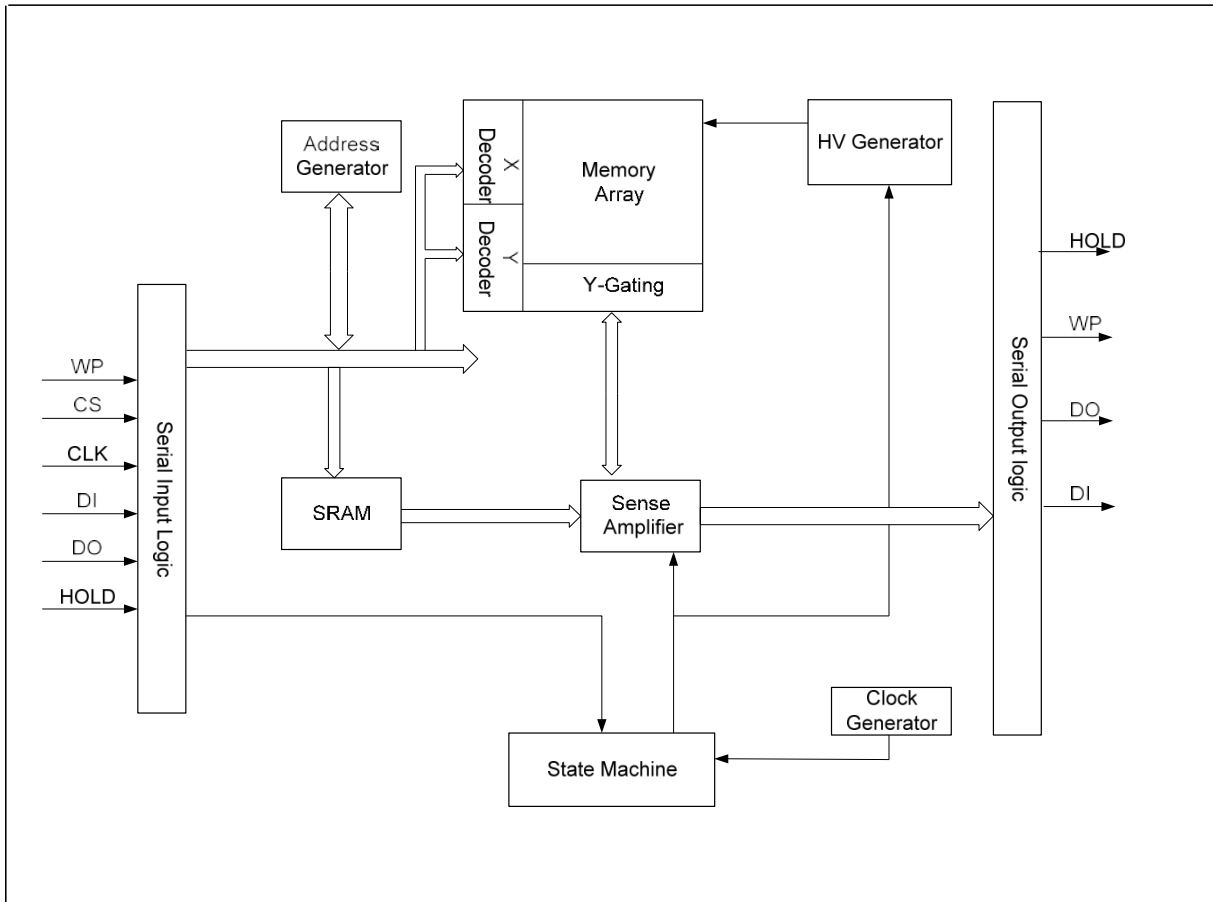 Address
Generator
X
Decoder
Y
Decoder
Memory
Array
Y-Gating
HV Generator
WP
CS
CLK
DI
DO
HOLD
Serial Input Logic
SRAM
Sense
Amplifier
State Machine
Clock
Generator
Serial Output logic
HOLD
WP
DO
DI